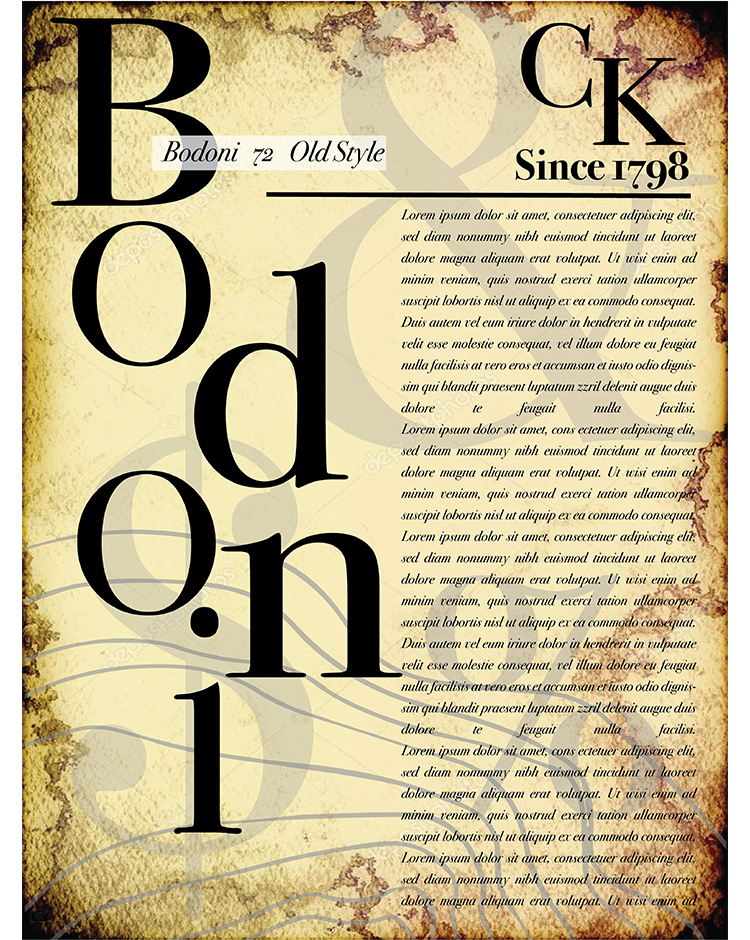 Bodoni
Bodoni 72 Old Style
CK
Since 1798
Lorem ipsum dolor sit amet, consectetuer adipiscing elit,
sed diam nonummy nibh euismod tincidunt ut laoreet
dolore magna aliquam erat volutpat. Ut wisi enim ad
minim veniam, quis nostrud exerci tation ullamcorper
suscipit lobortis nisl ut aliquip ex ea commodo consequat.
Duis autem vel eum iriure dolor in hendrerit in vulputate
velit esse molestie consequat, vel illum dolore eu feugiat
nulla facilisis at vero eros et accumsan et iusto odio dignis-
sim qui blandit praesent luptatum zzril delenit augue duis
dolore te feugait nulla facilisi.
Lorem ipsum dolor sit amet, cons ectetuer adipiscing elit,
sed diam nonummy nibh euismod tincidunt ut laoreet
dolore magna aliquam erat volutpat. Ut wisi enim ad
minim veniam, quis nostrud exerci tation ullamcorper
suscipit lobortis nisl ut aliquip ex ea commodo consequat.
Lorem ipsum dolor sit amet, consectetuer adipiscing elit,
sed diam nonummy nibh euismod tincidunt ut laoreet
dolore magna aliquam erat volutpat. Ut wisi enim ad
minim veniam, quis nostrud exerci tation ullamcorper
suscipit lobortis nisl ut aliquip ex ea commodo consequat.
Duis autem vel eum iriure dolor in hendrerit in vulputate
velit esse molestie consequat, vel illum dolore eu feugiat
nulla facilisis at vero eros et accumsan et iusto odio dignis-
sim qui blandit praesent luptatum zzril delenit augue duis
dolore te feugait nulla facilisi.
Lorem ipsum dolor sit amet, cons ectetuer adipiscing elit,
sed diam nonummy nibh euismod tincidunt ut laoreet
dolore magna aliquam erat volutpat. Ut wisi enim ad
minim veniam, quis nostrud exerci tation ullamcorper
suscipit lobortis nisl ut aliquip ex ea commodo consequat.
Lorem ipsum dolor sit amet, consectetuer adipiscing elit,
sed diam nonummy nibh euismod tincidunt ut laoreet
dolore magna aliquam erat volutpat. Ut wisi enim ad
&
$